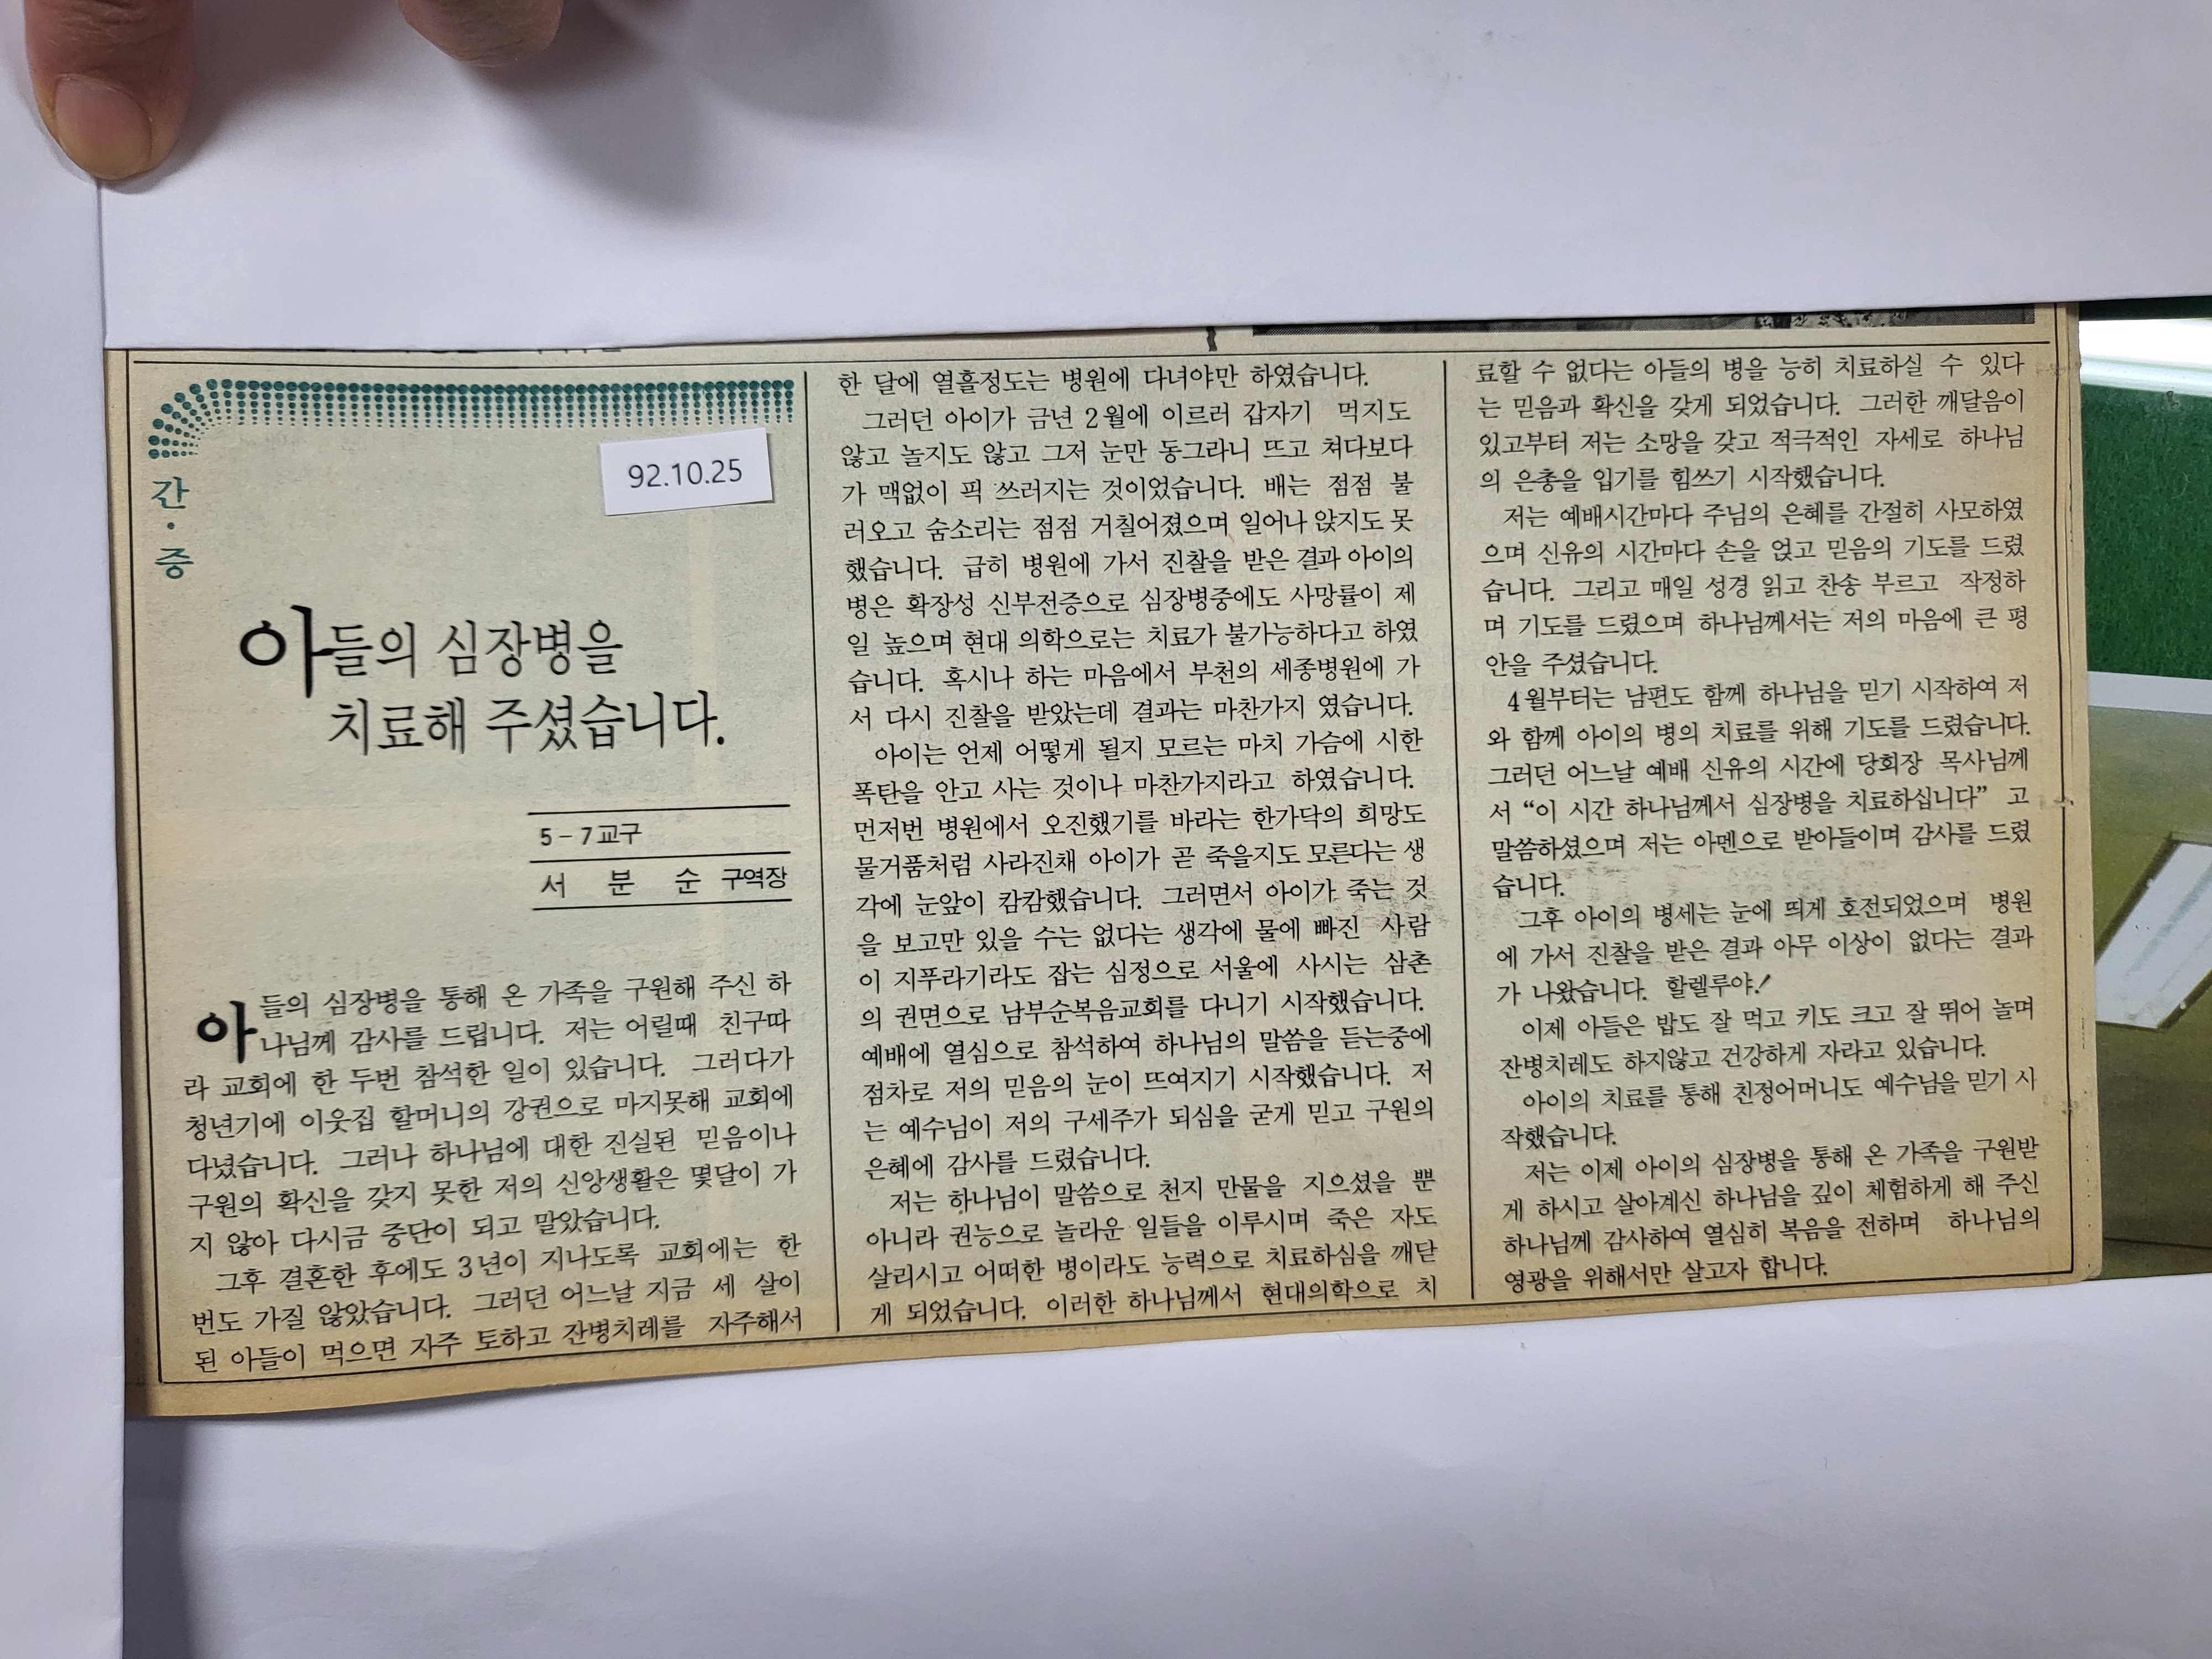 간·증
92.10.25
아들의 심장병을
치료해 주셨습니다.
5-7교구
서 분 순 구역장
아들의 심장병을 통해 온 가족을 구원해 주신 하
나님께 감사를 드립니다. 저는 어릴때 친구따
라 교회에 한 두번 참석한 일이 있습니다. 그러다가
청년기에 이웃집 할머니의 강권으로 마지못해 교회에
다녔습니다. 그러나 하나님에 대한 진실된 믿음이나
구원의 확신을 갖지 못한 저의 신앙생활은 몇달이 가
지 않아 다시금 중단이 되고 말았습니다.
그후 결혼한 후에도 3년이 지나도록 교회에는 한
번도 가질 않았습니다. 그러던 어느날 지금 세 살이
된 아들이 먹으면 자주 토하고 잔병치레를 자주해서
한 달에 열흘정도는 병원에 다녀야만 하였습니다.
그러던 아이가 금년 2월에 이르러 갑자기 먹지도
않고 놀지도 않고 그저 눈만 동그라니 뜨고 쳐다보다
가 맥없이 픽 쓰러지는 것이었습니다. 배는 점점 불
러오고 숨소리는 점점 거칠어졌으며 일어나 앉지도 못
했습니다. 급히 병원에 가서 진찰을 받은 결과 아이의
병은 확장성 신부전증으로 심장병중에도 사망률이 제
일 높으며 현대 의학으로는 치료가 불가능하다고 하였
습니다. 혹시나 하는 마음에서 부천의 세종병원에 가
서 다시 진찰을 받았는데 결과는 마찬가지 였습니다.
아이는 언제 어떻게 될지 모르는 마치 가슴에 시한
폭탄을 안고 사는 것이나 마찬가지라고 하였습니다.
먼저번 병원에서 오진했기를 바라는 한가닥의 희망도
물거품처럼 사라진채 아이가 곧 죽을지도 모른다는 생
각에 눈앞이 캄캄했습니다. 그러면서 아이가 죽는 것
을 보고만 있을 수는 없다는 생각에 물에 빠진 사람
이 지푸라기라도 잡는 심정으로 서울에 사시는 삼촌
의 권면으로 남부순복음교회를 다니기 시작했습니다.
예배에 열심으로 참석하여 하나님의 말씀을 듣는중에
점차로 저의 믿음의 눈이 뜨여지기 시작했습니다. 저
는 예수님이 저의 구세주가 되심을 굳게 믿고 구원의
은혜에 감사를 드렸습니다.
저는 하나님이 말씀으로 천지 만물을 지으셨을 뿐
아니라 권능으로 놀라운 일들을 이루시며 죽은 자도
살리시고 어떠한 병이라도 능력으로 치료하심을 깨닫
게 되었습니다. 이러한 하나님께서 현대의학으로 치
료할 수 없다는 아들의 병을 능히 치료하실 수 있다
는 믿음과 확신을 갖게 되었습니다. 그러한 깨달음이
있고부터 저는 소망을 갖고 적극적인 자세로 하나님
의 은총을 입기를 힘쓰기 시작했습니다.
저는 예배시간마다 주님의 은혜를 간절히 사모하였
으며 신유의 시간마다 손을 얹고 믿음의 기도를 드렸
습니다. 그리고 매일 성경 읽고 찬송 부르고 작정하
며 기도를 드렸으며 하나님께서는 저의 마음에 큰 평
안을 주셨습니다.
4월부터는 남편도 함께 하나님을 믿기 시작하여 저
와 함께 아이의 병의 치료를 위해 기도를 드렸습니다.
그러던 어느날 예배 신유의 시간에 당회장 목사님께
서 “이 시간 하나님께서 심장병을 치료하십니다” 고
말씀하셨으며 저는 아멘으로 받아들이며 감사를 드렸
습니다.
그후 아이의 병세는 눈에 띄게 호전되었으며 병원
에 가서 진찰을 받은 결과 아무 이상이 없다는 결과
가 나왔습니다. 할렐루야!
이제 아들은 밥도 잘 먹고 키도 크고 잘 뛰어 놀며
잔병치레도 하지않고 건강하게 자라고 있습니다.
아이의 치료를 통해 친정어머니도 예수님을 믿기 시
작했습니다.
저는 이제 아이의 심장병을 통해 온 가족을 구원받
게 하시고 살아계신 하나님을 깊이 체험하게 해 주신
하나님께 감사하여 열심히 복음을 전하며 하나님의
영광을 위해서만 살고자 합니다.